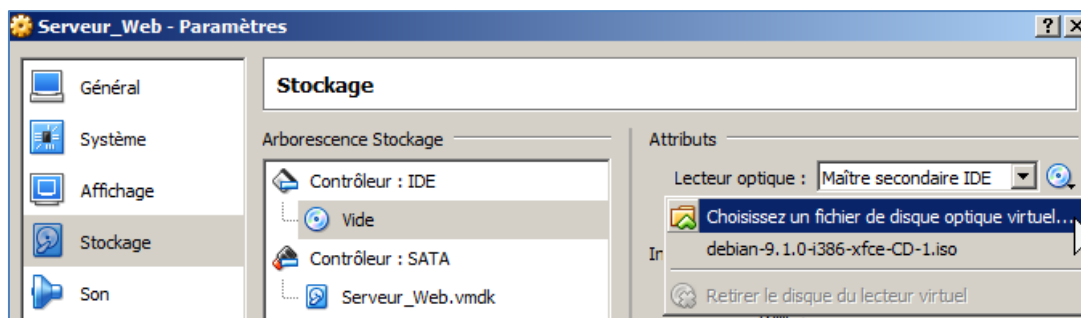 Serveur_Web - Paramètres
Général
Système
Affichage
Stockage
Son
Stockage
Arborescence Stockage
Contrôleur : IDE
Vide
Contrôleur : SATA
Serveur_Web.vmdk
Attributs
Lecteur optique : Maître secondaire IDE
Choisissez un fichier de disque optique virtuel...
debian-9.1.0-i386-xfce-CD-1.iso
Retirer le disque du lecteur virtuel